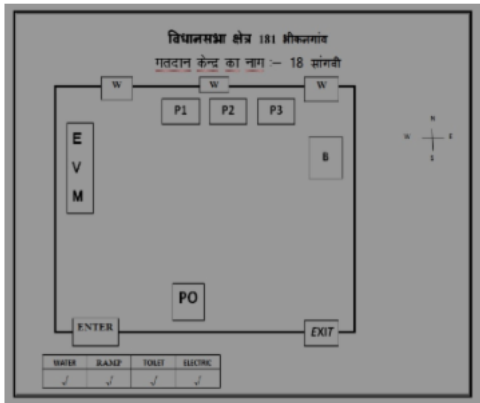 विधानसभा क्षेत्र 181 भीकनगांव
मतदान केन्द्र का नाम :- 18 सांगवी
W W W
P1 P2 P3
E
V
M
B
N
W E
S
PO
ENTER EXIT
WATER RAMP TOILET ELECTRIC
√ √ √ √